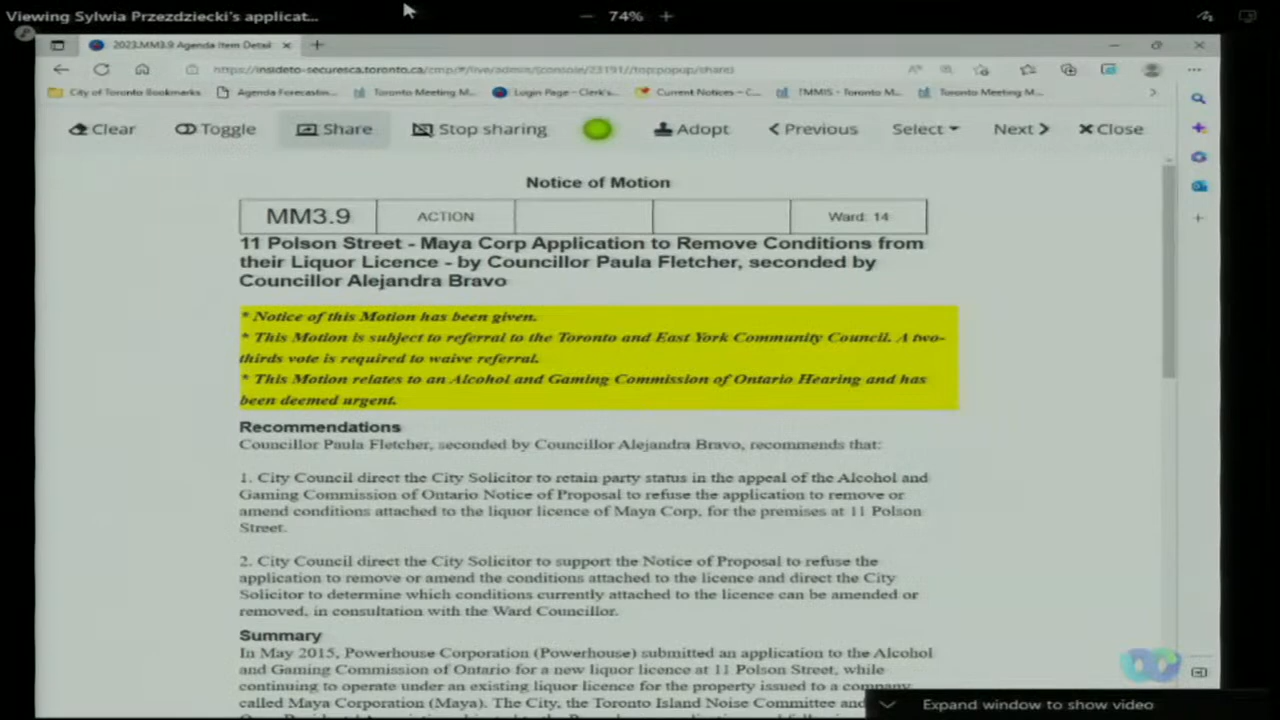 Viewing Sylwia Przezdziecki's applicat...
74%
2023.MM3.9 Agenda Item Detail
https://insideto-securesca.toronto.ca/cmp/#/live/admin/console/23191//top:popup/share)
City of Toronto Bookmarks
Agenda Forecastin...
Toronto Meeting M...
Login Page - Clerk's...
Current Notices - C...
TMMIS - Toronto M...
Toronto Meeting M...
Clear
Toggle
Share
Stop sharing
Adopt
Previous
Select
Next
Close
Notice of Motion
MM3.9
ACTION
Ward: 14
11 Polson Street - Maya Corp Application to Remove Conditions from
their Liquor Licence - by Councillor Paula Fletcher, seconded by
Councillor Alejandra Bravo
* Notice of this Motion has been given.
* This Motion is subject to referral to the Toronto and East York Community Council. A two-
thirds vote is required to waive referral.
* This Motion relates to an Alcohol and Gaming Commission of Ontario Hearing and has
been deemed urgent.
Recommendations
Councillor Paula Fletcher, seconded by Councillor Alejandra Bravo, recommends that:
1. City Council direct the City Solicitor to retain party status in the appeal of the Alcohol and
Gaming Commission of Ontario Notice of Proposal to refuse the application to remove or
amend conditions attached to the liquor licence of Maya Corp, for the premises at 11 Polson
Street.
2. City Council direct the City Solicitor to support the Notice of Proposal to refuse the
application to remove or amend the conditions attached to the licence and direct the City
Solicitor to determine which conditions currently attached to the licence can be amended or
removed, in consultation with the Ward Councillor.
Summary
In May 2015, Powerhouse Corporation (Powerhouse) submitted an application to the Alcohol
and Gaming Commission of Ontario for a new liquor licence at 11 Polson Street, while
continuing to operate under an existing liquor licence for the property issued to a company
called Maya Corporation (Maya). The City, the Toronto Island Noise Committee and
Expand window to show video